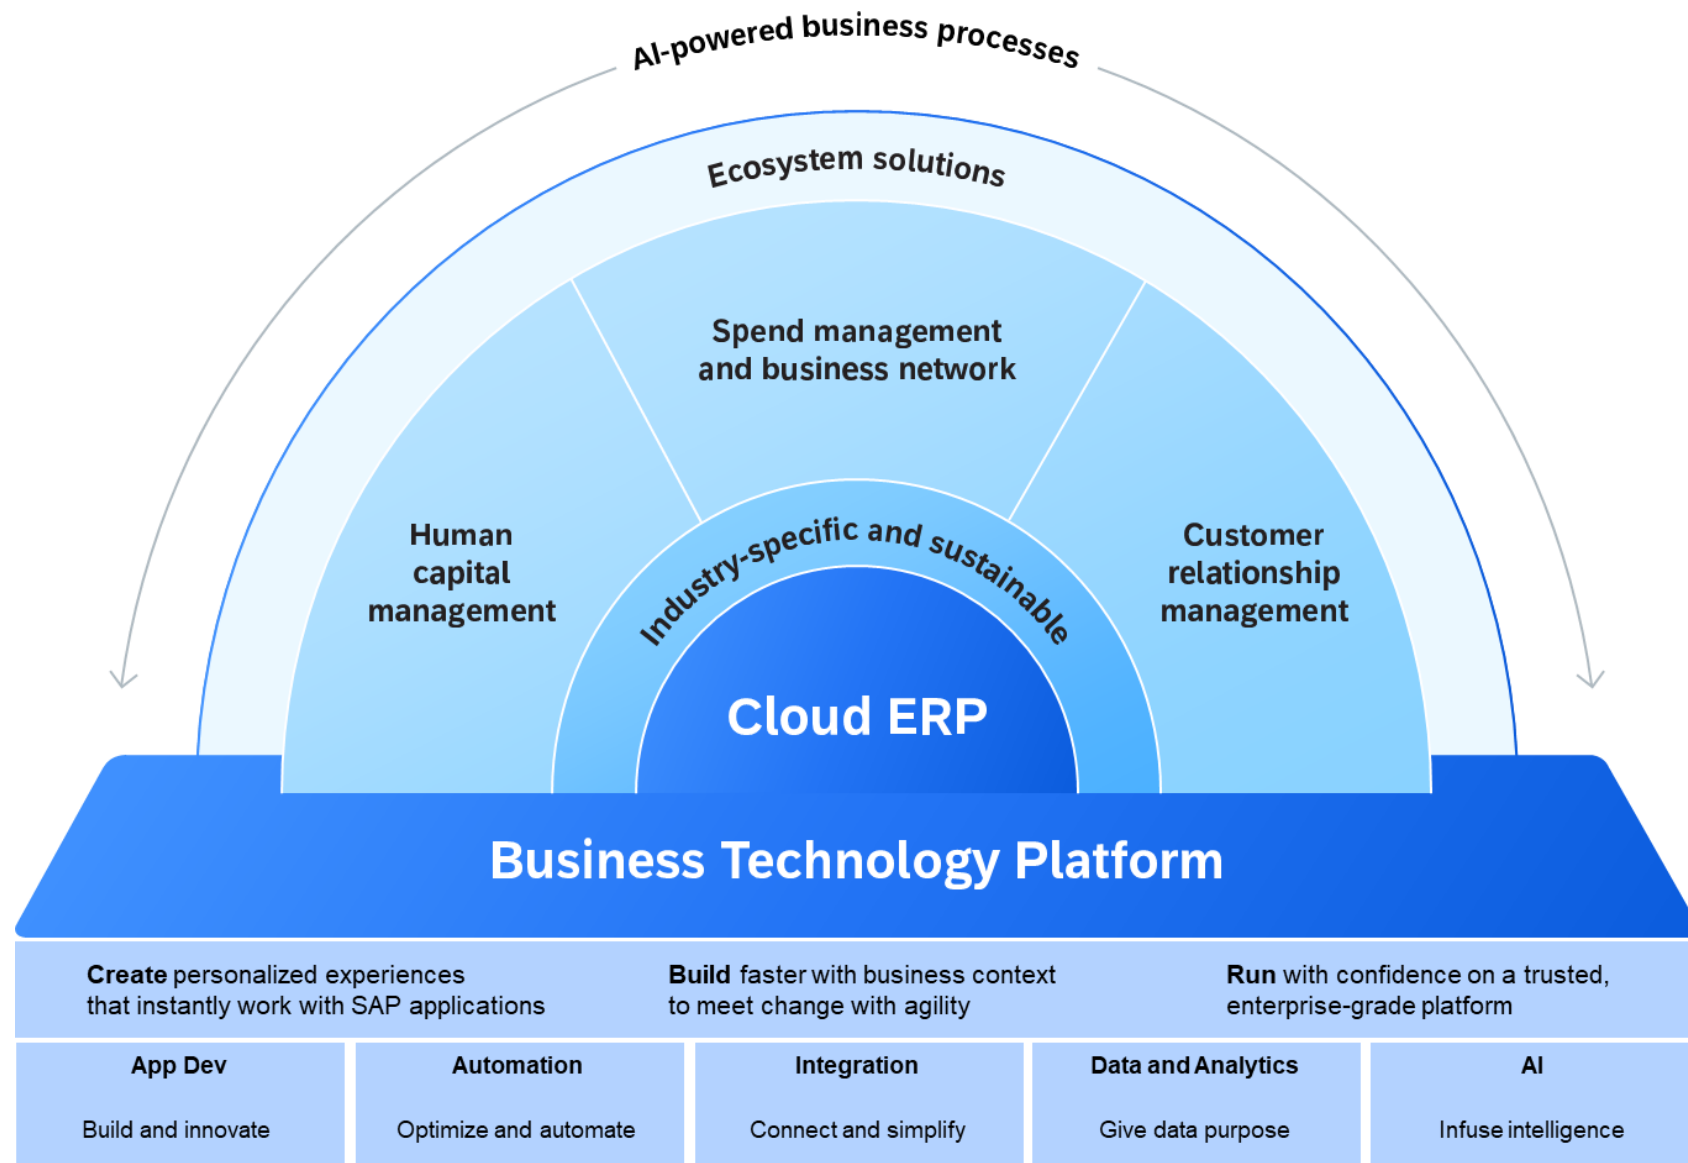 AI-powered business processes
Ecosystem solutions
Spend management
and business network
Human
capital
management
Industry-specific and sustainable
Customer
relationship
management
Cloud ERP
Business Technology Platform
Create personalized experiences
that instantly work with SAP applications
Build faster with business context
to meet change with agility
Run with confidence on a trusted,
enterprise-grade platform
App Dev
Build and innovate
Automation
Optimize and automate
Integration
Connect and simplify
Data and Analytics
Give data purpose
AI
Infuse intelligence